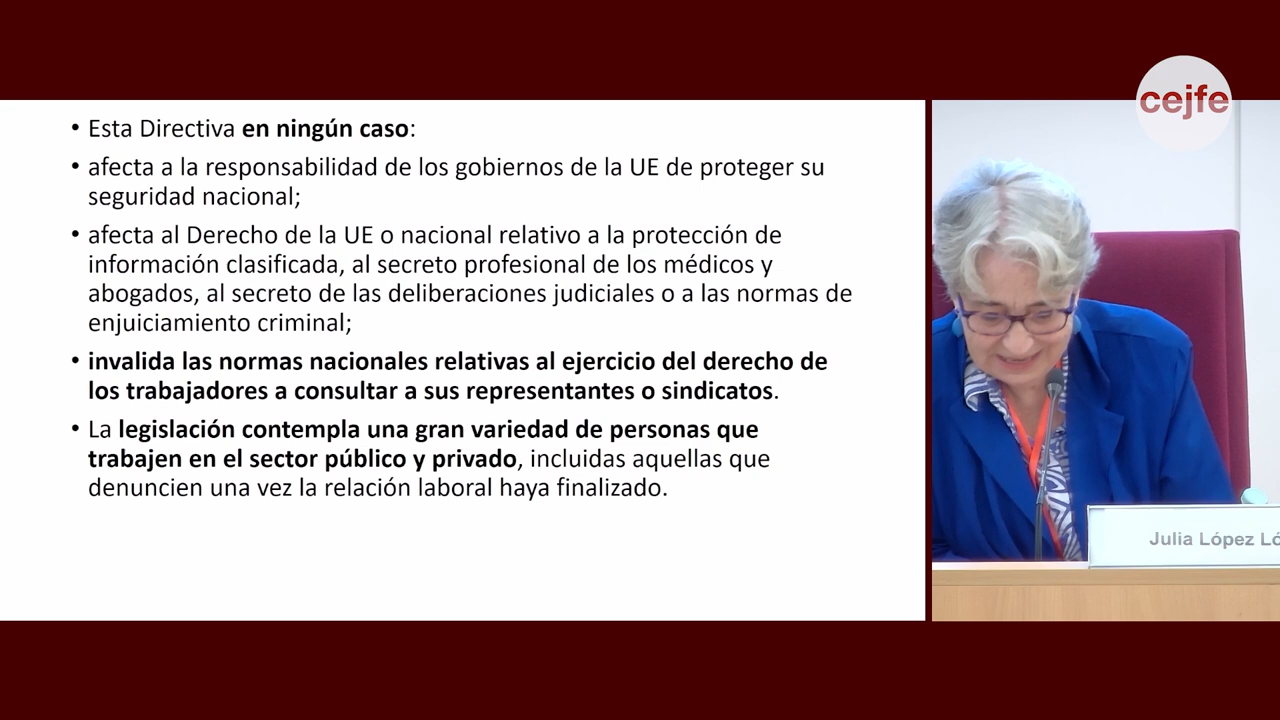 cejfe
• Esta Directiva en ningún caso:
• afecta a la responsabilidad de los gobiernos de la UE de proteger su
seguridad nacional;
• afecta al Derecho de la UE o nacional relativo a la protección de
información clasificada, al secreto profesional de los médicos y
abogados, al secreto de las deliberaciones judiciales o a las normas de
enjuiciamiento criminal;
• invalida las normas nacionales relativas al ejercicio del derecho de
los trabajadores a consultar a sus representantes o sindicatos.
• La legislación contempla una gran variedad de personas que
trabajen en el sector público y privado, incluidas aquellas que
denuncien una vez la relación laboral haya finalizado.
Julia López Ló